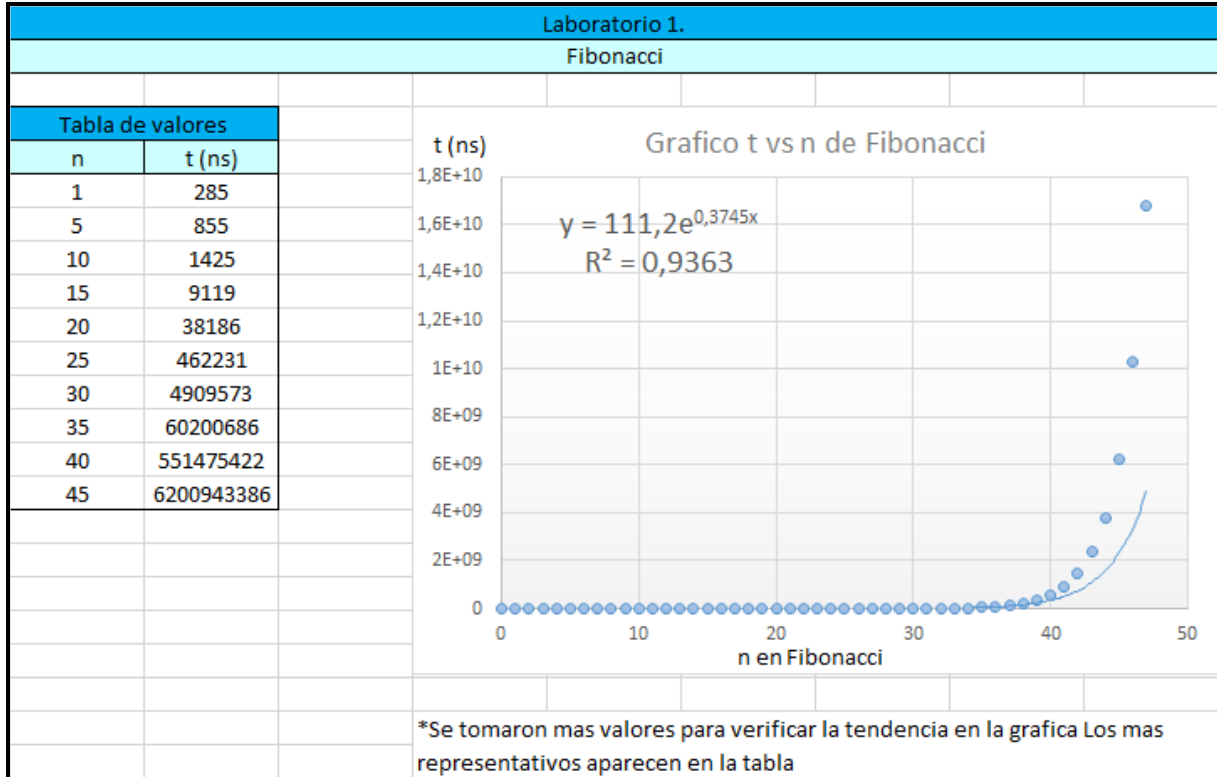 Laboratorio 1.
Fibonacci
Tabla de valores
n t (ns)
1 285
5 855
10 1425
15 9119
20 38186
25 462231
30 4909573
35 60200686
40 551475422
45 6200943386
t (ns)
Grafico t vs n de Fibonacci
y = 111,2e^0,3745x
R² = 0,9363
1,8E+10
1,6E+10
1,4E+10
1,2E+10
1E+10
8E+09
6E+09
4E+09
2E+09
0
0 10 20 30 40 50
n en Fibonacci
*Se tomaron mas valores para verificar la tendencia en la grafica Los mas
representativos aparecen en la tabla